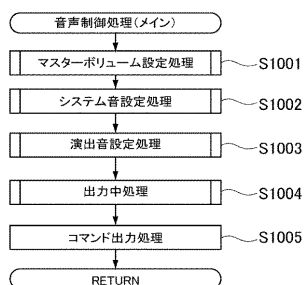 音声制御処理(メイン)
マスターボリューム設定処理
S1001
システム音設定処理
S1002
演出音設定処理
S1003
出力中処理
S1004
コマンド出力処理
S1005
RETURN